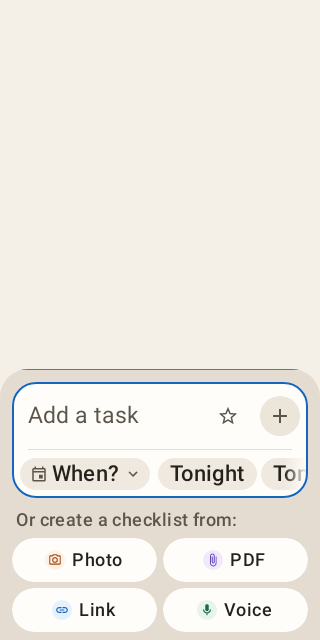 Add a task
When? Tonight
Or create a checklist from:
Photo PDF
Link Voice